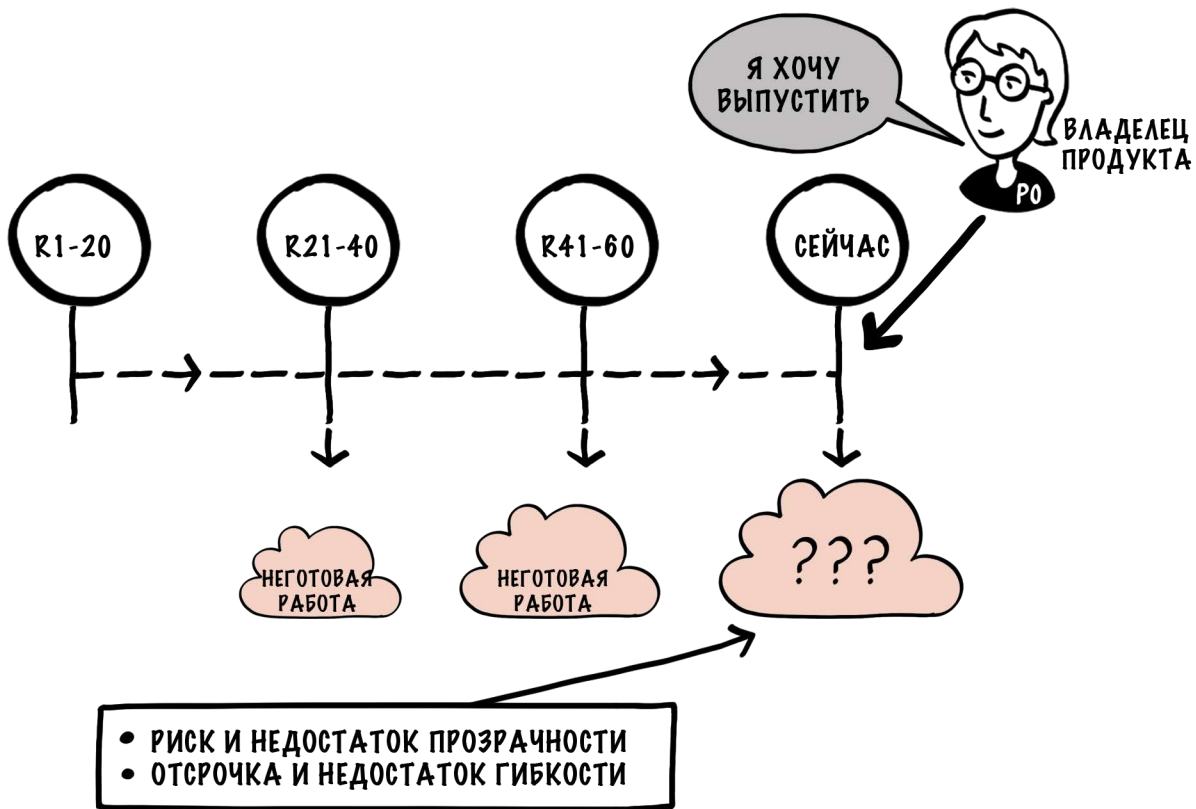 Я ХОЧУ
ВЫПУСТИТЬ
ВЛАДЕЛЕЦ
ПРОДУКТА
PO
R1-20
R21-40
R41-60
СЕЙЧАС
НЕГОТОВАЯ
РАБОТА
НЕГОТОВАЯ
РАБОТА
???
• РИСК И НЕДОСТАТОК ПРОЗРАЧНОСТИ
• ОТСРОЧКА И НЕДОСТАТОК ГИБКОСТИ